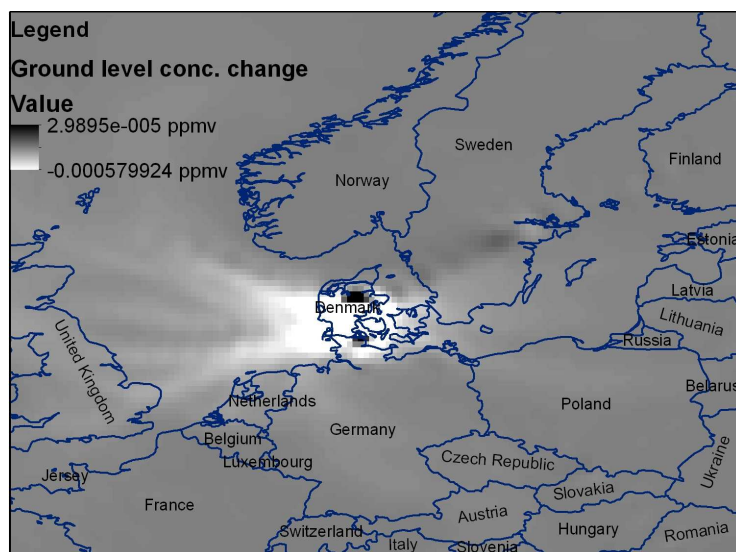 Legend
Ground level conc. change
Value
2.9895e-005 ppmv
-0.000579924 ppmv
Sweden
Finland
Norway
Estonia
Latvia
Denmark
Lithuania
Russia
United Kingdom
Belarus
Netherlands
Poland
Germany
Belgium
Ukraine
Luxembourg
Czech Republic
Jersey
Slovakia
France
Austria
Switzerland
Hungary
Romania
Italy
Slovenia